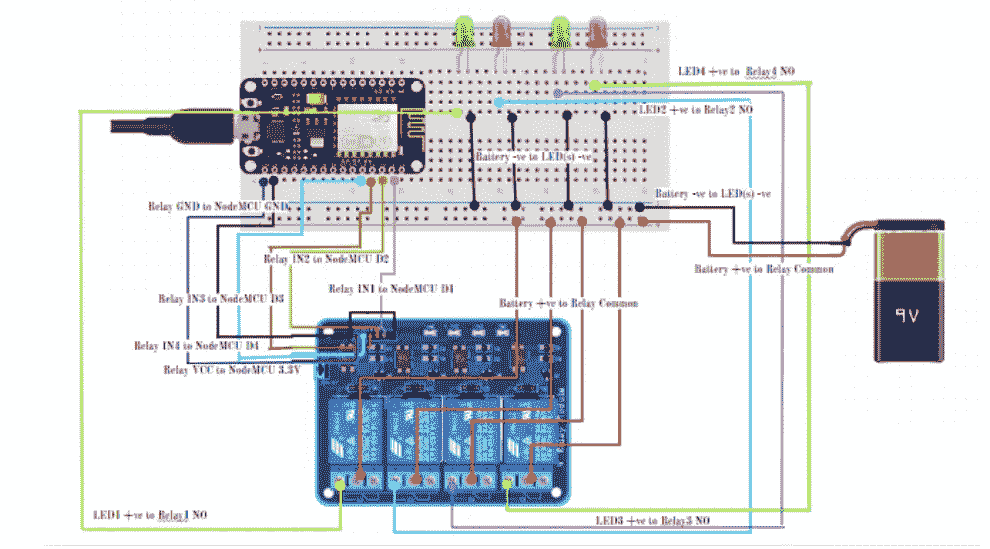 LED4 +ve to Relay4 NO
LED2 +ve to Relay2 NO
Battery -ve to LED(s) -ve
Battery -ve to LED(s) -ve
Relay GND to NodeMCU GND
Relay IN2 to NodeMCU D2
Battery +ve to Relay Common
Relay IN1 to NodeMCU D1
Relay IN3 to NodeMCU D3
Battery +ve to Relay Common
9V
Relay IN4 to NodeMCU D4
Relay VCC to NodeMCU 3.3V
LED1 +ve to Relay1 NO
LED3 +ve to Relay3 NO